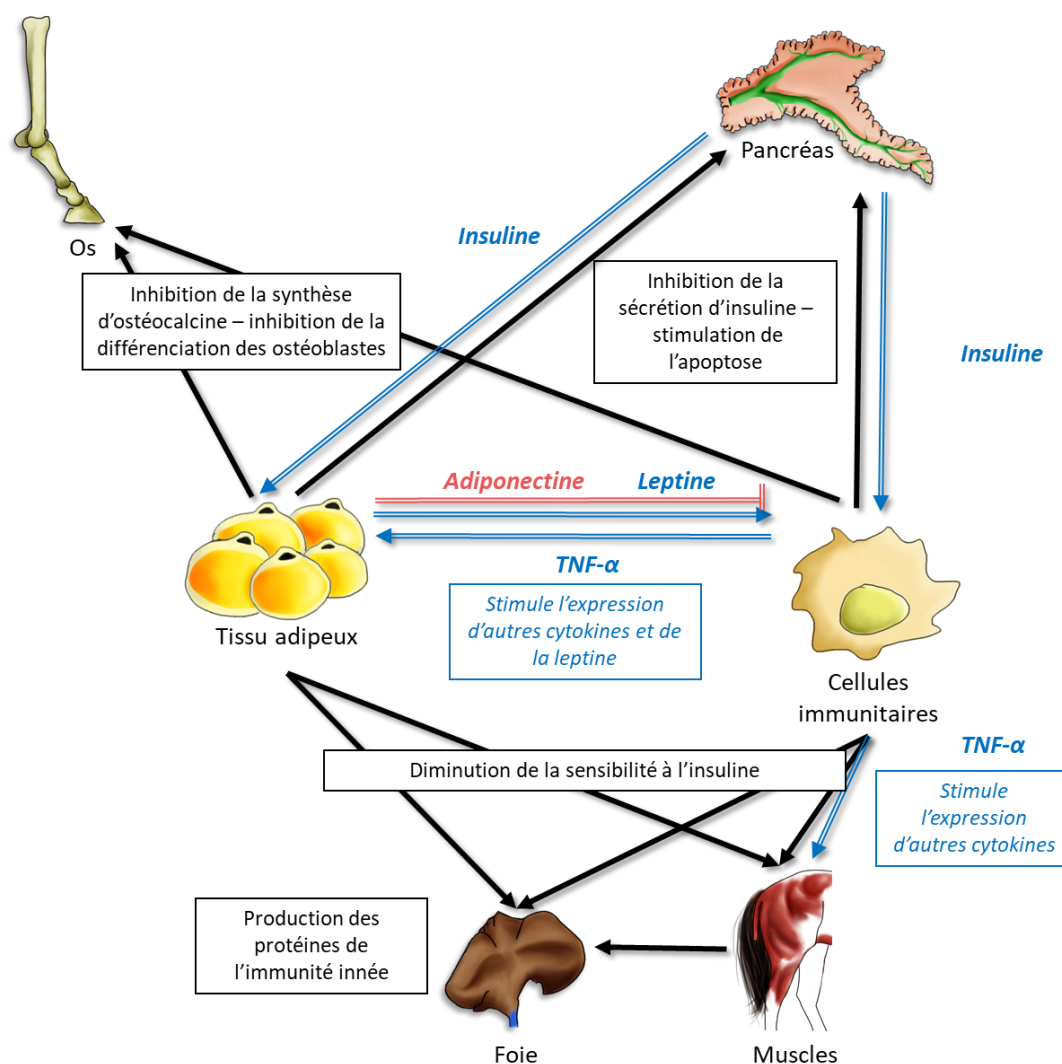 Pancréas
Os
Insuline
Inhibition de la synthèse
d’ostéocalcine – inhibition de la
différenciation des ostéoblastes
Inhibition de la
sécrétion d’insuline –
stimulation de
l’apoptose
Insuline
Adiponectine
Leptine
TNF-α
Stimule l’expression
d’autres cytokines et de
la leptine
Tissu adipeux
Cellules
immunitaires
Diminution de la sensibilité à l’insuline
TNF-α
Stimule
l’expression
d’autres cytokines
Production des
protéines de
l’immunité innée
Foie
Muscles